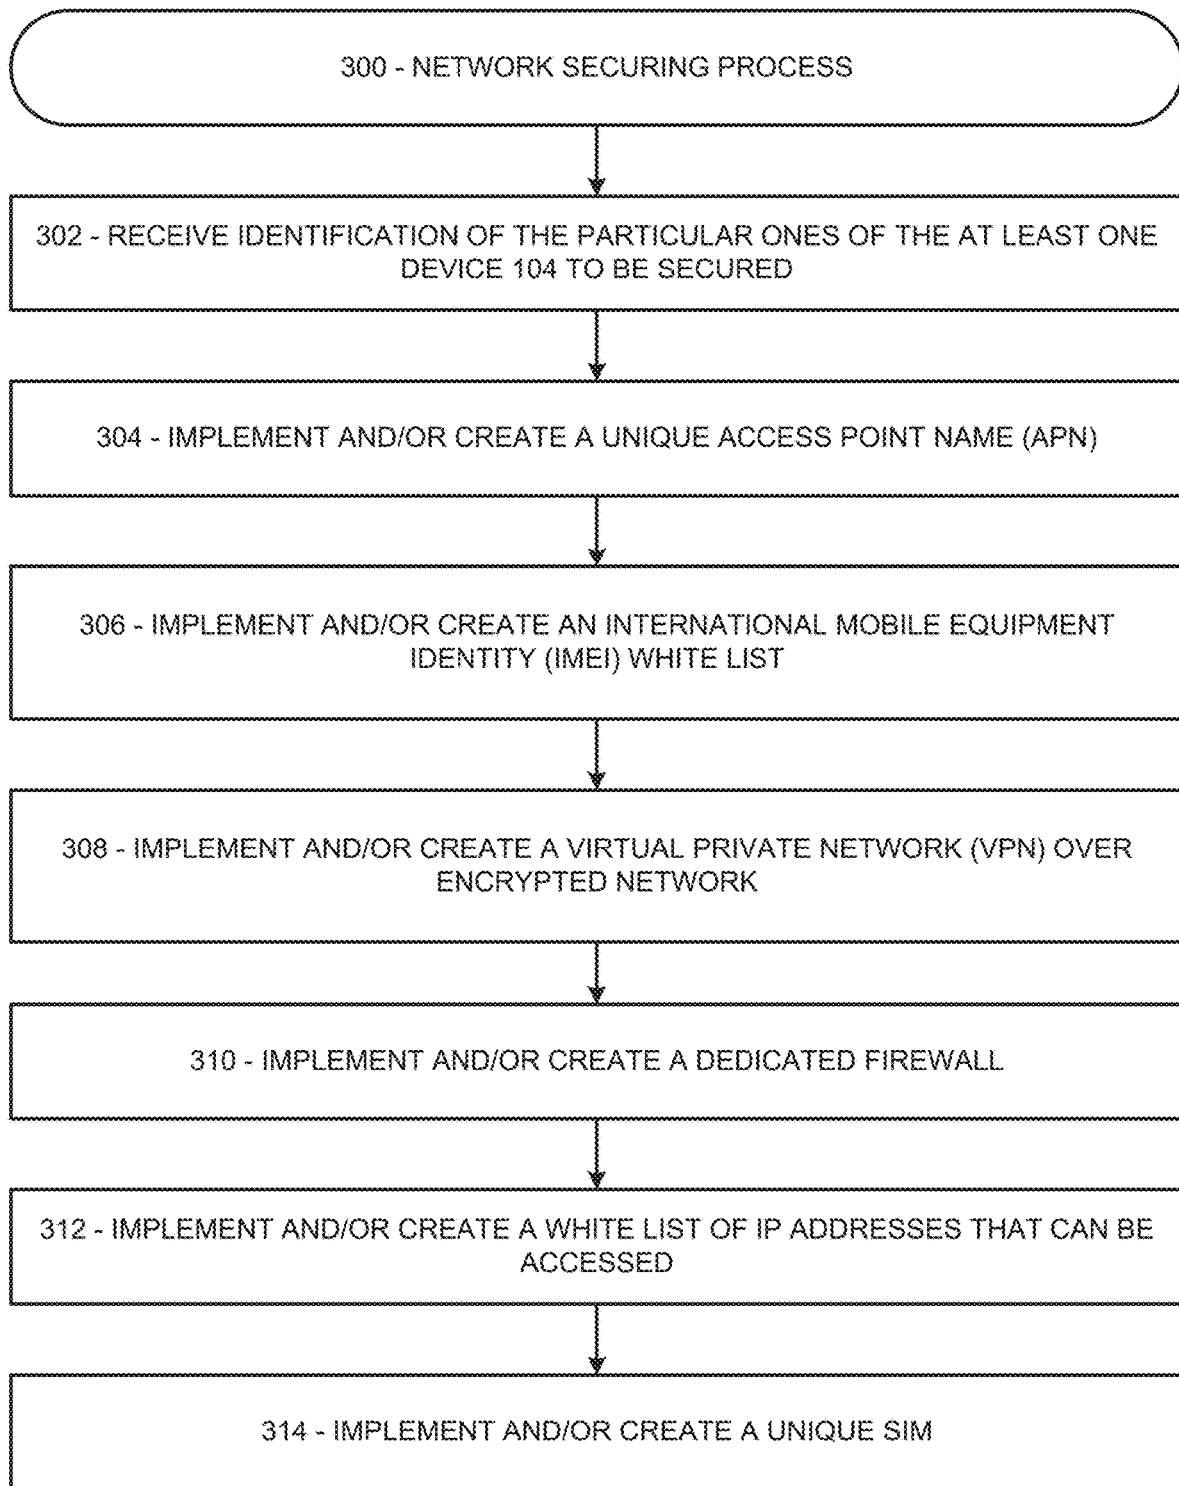 300 - NETWORK SECURING PROCESS
302 - RECEIVE IDENTIFICATION OF THE PARTICULAR ONES OF THE AT LEAST ONE
DEVICE 104 TO BE SECURED
304 - IMPLEMENT AND/OR CREATE A UNIQUE ACCESS POINT NAME (APN)
306 - IMPLEMENT AND/OR CREATE AN INTERNATIONAL MOBILE EQUIPMENT
IDENTITY (IMEI) WHITE LIST
308 - IMPLEMENT AND/OR CREATE A VIRTUAL PRIVATE NETWORK (VPN) OVER
ENCRYPTED NETWORK
310 - IMPLEMENT AND/OR CREATE A DEDICATED FIREWALL
312 - IMPLEMENT AND/OR CREATE A WHITE LIST OF IP ADDRESSES THAT CAN BE
ACCESSED
314 - IMPLEMENT AND/OR CREATE A UNIQUE SIM